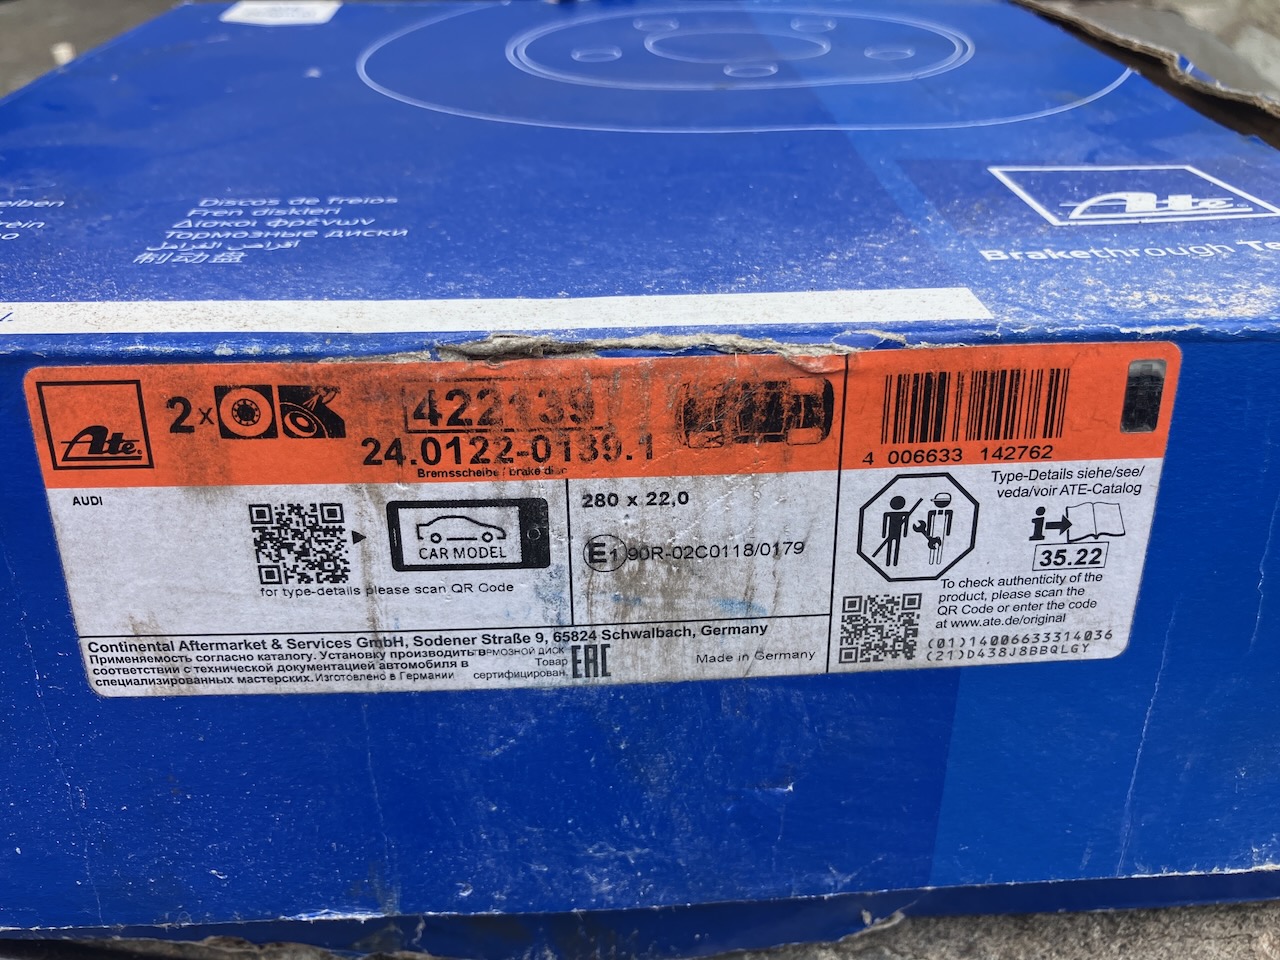 Discos de freios
Fren diskleri
Δισκοι φρένων
Тормозные диски
أقراص الفرامل
制动盘
Ate
Brakethrough
Ate.
2x
422139
24.0122-0139.1
Bremsscheibe / brake disc
4 006633 142762
AUDI
CAR MODEL
for type-details please scan QR Code
280 x 22,0
E1 90R-02C0118/0179
Type-Details siehe/see/
veda/voir ATE-Catalog
i
35.22
To check authenticity of the
product, please scan the
QR Code or enter the code
at www.ate.de/original
(01)14006633314036
(21)D438J8BBQLGY
Continental Aftermarket & Services GmbH, Sodener Straße 9, 65824 Schwalbach, Germany
Применяемость согласно каталогу. Установку производить в
соответствии с технической документацией автомобиля в
специализированных мастерских. Изготовлено в Германии
ТОРМОЗНОЙ ДИСК
Товар
сертифицирован.
EAC
Made in Germany